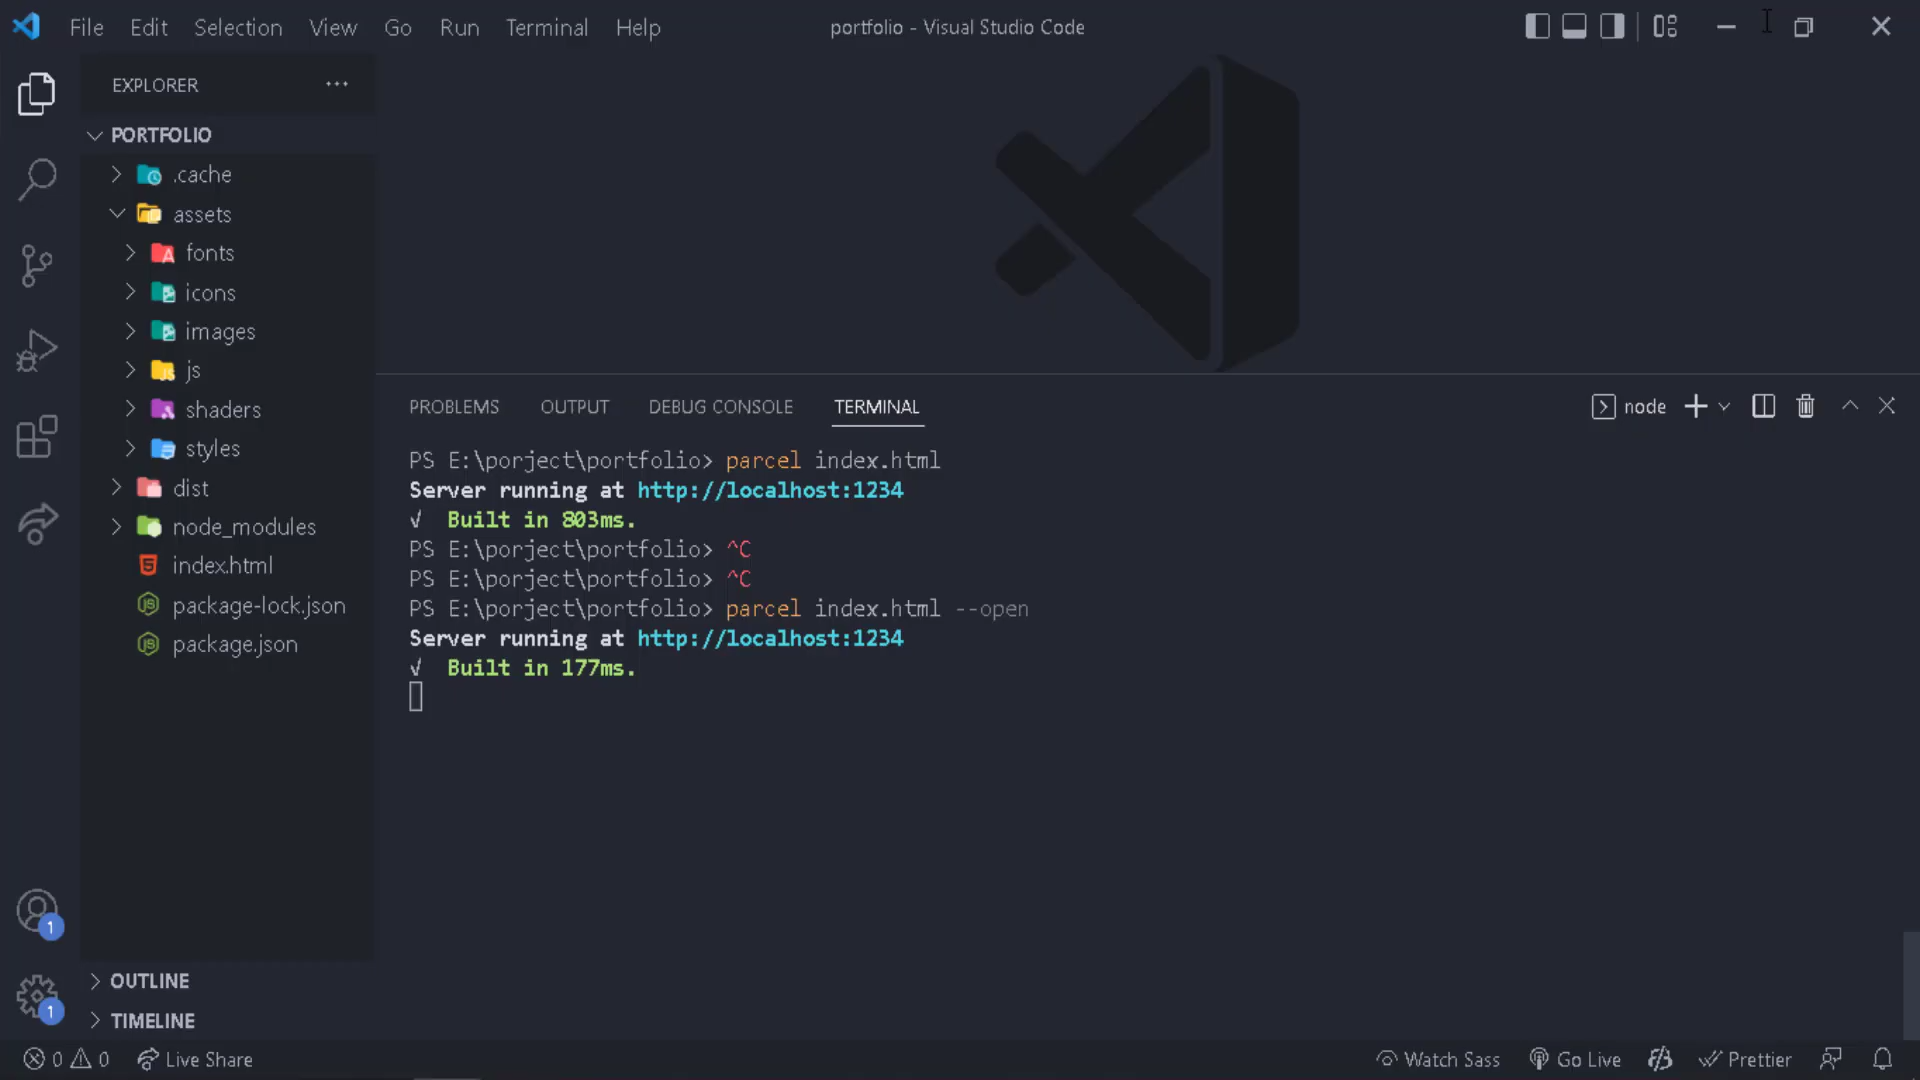 File Edit Selection View Go Run Terminal Help
portfolio - Visual Studio Code
EXPLORER
PORTFOLIO
.cache
assets
fonts
icons
images
js
shaders
styles
dist
node_modules
index.html
package-lock.json
package.json
OUTLINE
TIMELINE
PROBLEMS OUTPUT DEBUG CONSOLE TERMINAL
node
PS E:\porject\portfolio> parcel index.html
Server running at http://localhost:1234
√ Built in 803ms.
PS E:\porject\portfolio> ^C
PS E:\porject\portfolio> ^C
PS E:\porject\portfolio> parcel index.html --open
Server running at http://localhost:1234
√ Built in 177ms.
1
1
0 0 Live Share
Watch Sass Go Live Prettier